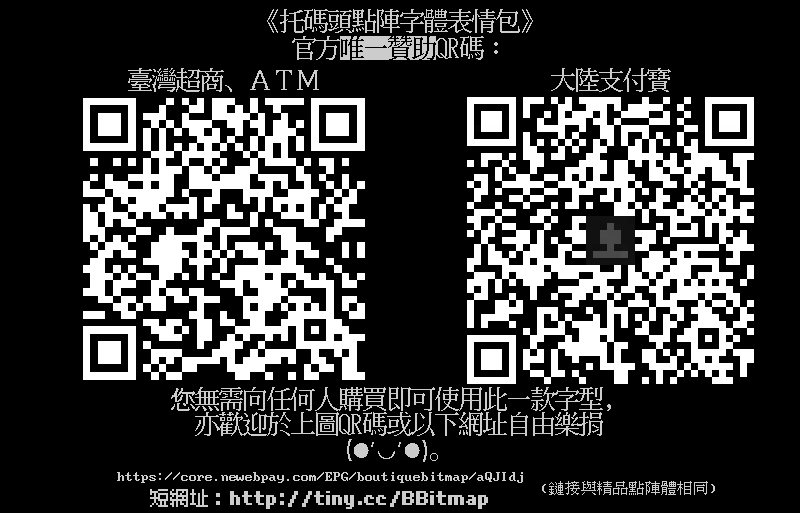 《托碼頭點陣字體表情包》
官方唯一贊助QR碼：
臺灣超商、ATM
大陸支付寶
您無需向任何人購買即可使用此一款字型，
亦歡迎於上圖QR碼或以下網址自由樂捐
(●'◡'●)。
https://core.newebpay.com/EPG/boutiquebitmap/aQJIdj
短網址：http://tiny.cc/BBitmap
(鏈接與精品點陣體相同)